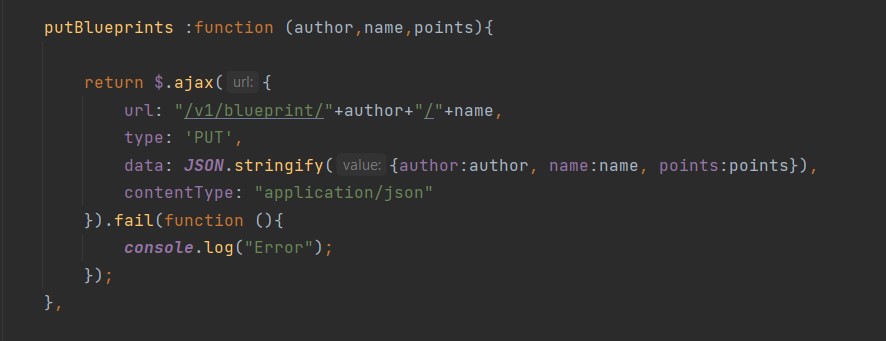 putBlueprints :function (author,name,points){
return $.ajax( url: {
url: "/v1/blueprint/"+author+"/"+name,
type: 'PUT',
data: JSON.stringify( value: {author:author, name:name, points:points}),
contentType: "application/json"
}).fail(function (){
console.log("Error");
});
},